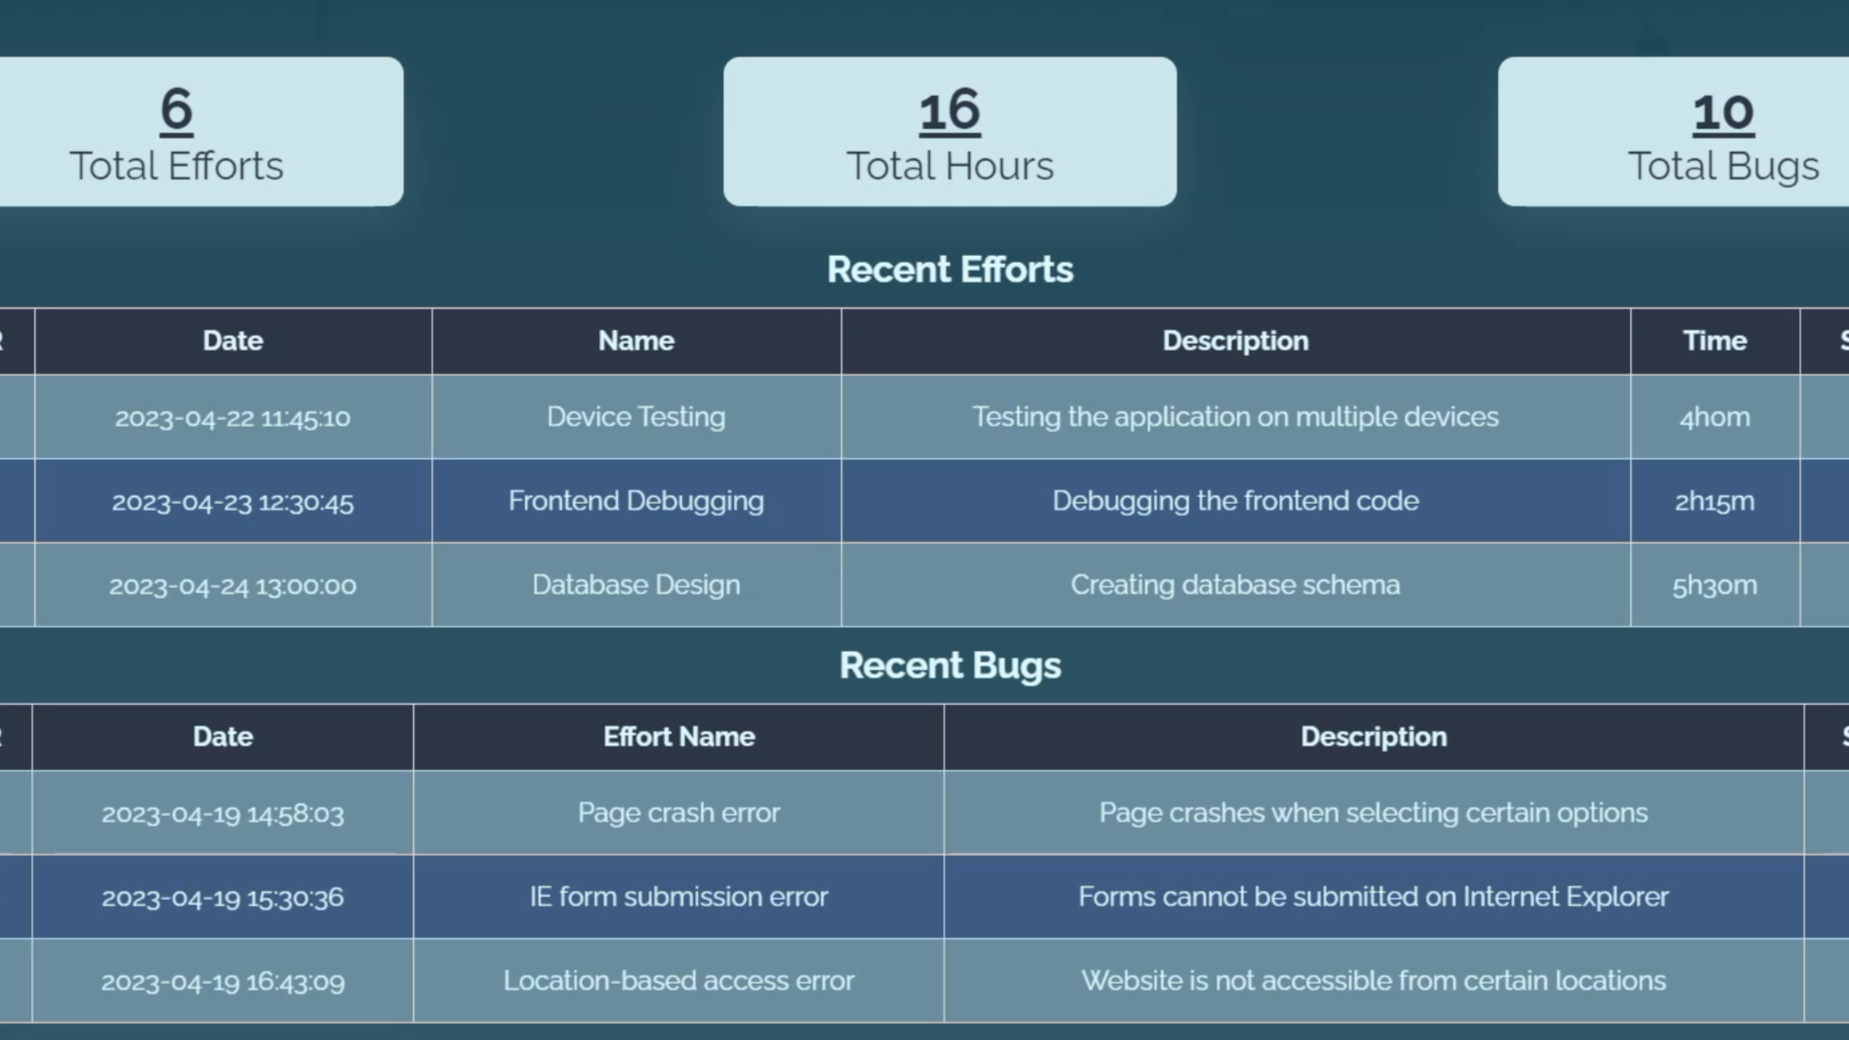 6
Total Efforts
16
Total Hours
10
Total Bugs
Recent Efforts
Date Name Description Time
2023-04-22 11:45:10 Device Testing Testing the application on multiple devices 4h0m
2023-04-23 12:30:45 Frontend Debugging Debugging the frontend code 2h15m
2023-04-24 13:00:00 Database Design Creating database schema 5h30m
Recent Bugs
Date Effort Name Description
2023-04-19 14:58:03 Page crash error Page crashes when selecting certain options
2023-04-19 15:30:36 IE form submission error Forms cannot be submitted on Internet Explorer
2023-04-19 16:43:09 Location-based access error Website is not accessible from certain locations